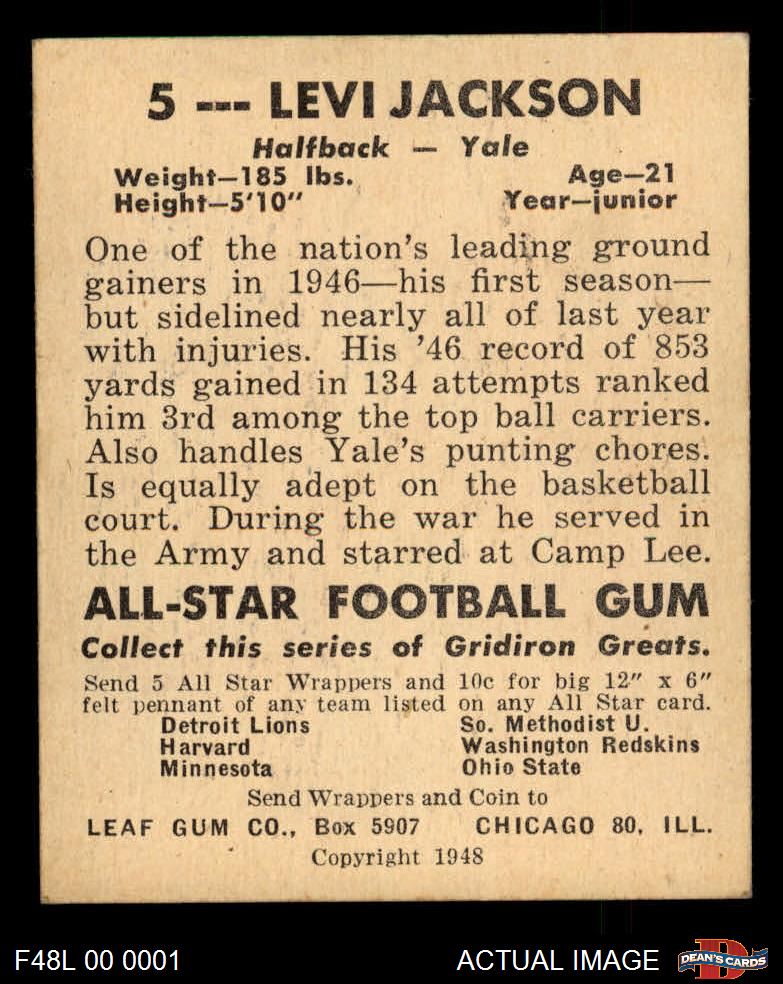 5 --- LEVI JACKSON
Halfback — Yale
Weight—185 lbs. Age—21
Height—5'10" Year—junior
One of the nation's leading ground
gainers in 1946—his first season—
but sidelined nearly all of last year
with injuries. His '46 record of 853
yards gained in 134 attempts ranked
him 3rd among the top ball carriers.
Also handles Yale's punting chores.
Is equally adept on the basketball
court. During the war he served in
the Army and starred at Camp Lee.
ALL-STAR FOOTBALL GUM
Collect this series of Gridiron Greats.
Send 5 All Star Wrappers and 10c for big 12" x 6"
felt pennant of any team listed on any All Star card.
Detroit Lions So. Methodist U.
Harvard Washington Redskins
Minnesota Ohio State
Send Wrappers and Coin to
LEAF GUM CO., Box 5907 CHICAGO 80, ILL.
Copyright 1948
F48L 00 0001 ACTUAL IMAGE D DEAN'S CARDS